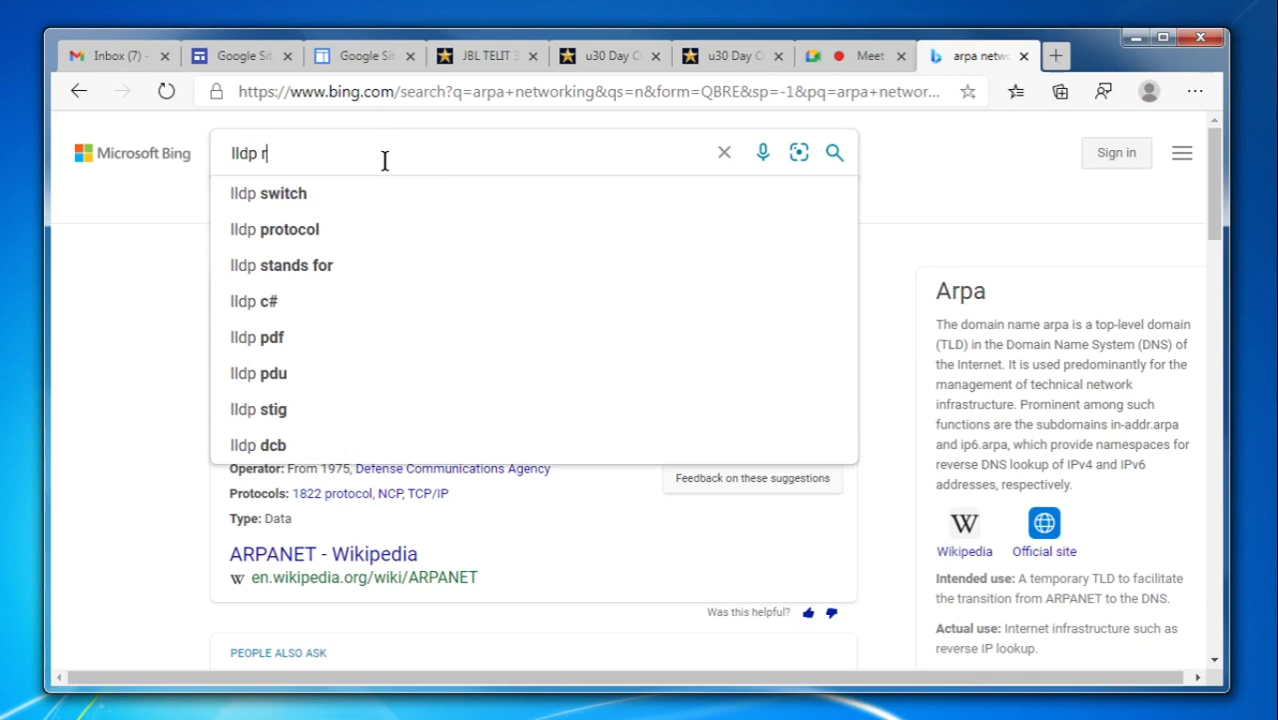 Inbox (7) -
Google Sit
Google Sit
JBL TELIT 3
u30 Day C
u30 Day C
Meet
arpa netwo
https://www.bing.com/search?q=arpa+networking&qs=n&form=QBRE&sp=-1&pq=arpa+networ...
Microsoft Bing
lldp r
Sign in
lldp switch
lldp protocol
lldp stands for
lldp c#
lldp pdf
lldp pdu
lldp stig
lldp dcb
Operator: From 1975, Defense Communications Agency
Feedback on these suggestions
Protocols: 1822 protocol, NCP, TCP/IP
Type: Data
ARPANET - Wikipedia
W en.wikipedia.org/wiki/ARPANET
Was this helpful?
PEOPLE ALSO ASK
Arpa
The domain name arpa is a top-level domain
(TLD) in the Domain Name System (DNS) of
the Internet. It is used predominantly for the
management of technical network
infrastructure. Prominent among such
functions are the subdomains in-addr.arpa
and ip6.arpa, which provide namespaces for
reverse DNS lookup of IPv4 and IPv6
addresses, respectively.
W
Wikipedia
Official site
Intended use: A temporary TLD to facilitate
the transition from ARPANET to the DNS.
Actual use: Internet infrastructure such as
reverse IP lookup.